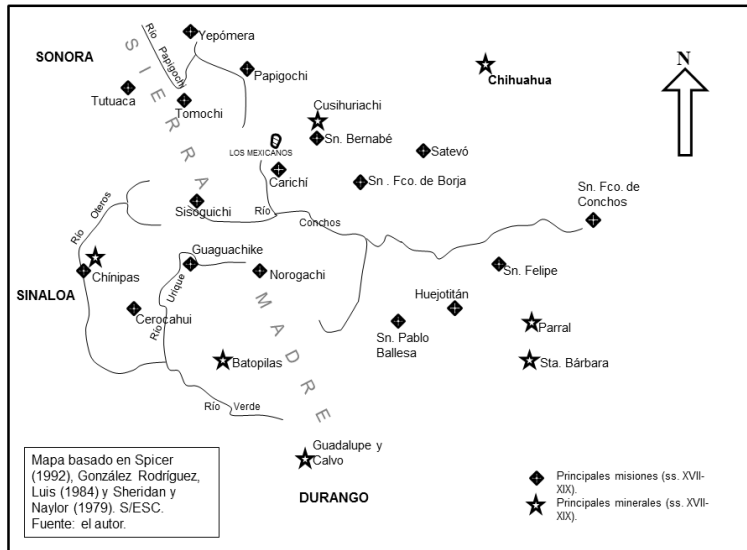 SONORA
Río Papigochi
Yepómera
Papigochi
Chihuahua
N
Tutuaca
Tomochi
Cusihuriachi
Sn. Bernabé
LOS MEXICANOS
Satevó
Carichí
Sn . Fco. de Borja
Sn. Fco. de
Conchos
SIERRA
Sisoguichi
Río
Conchos
Río Oteros
Chínipas
Guaguachike
Norogachi
Sn. Felipe
SINALOA
Río Urique
MADRE
Huejotitán
Cerocahui
Sn. Pablo
Ballesa
Parral
Batopilas
Sta. Bárbara
Río Verde
Guadalupe y
Calvo
DURANGO
Mapa basado en Spicer
(1992), González Rodríguez,
Luis (1984) y Sheridan y
Naylor (1979). S/ESC.
Fuente: el autor.
Principales misiones (ss. XVII-
XIX).
Principales minerales (ss. XVII-
XIX).